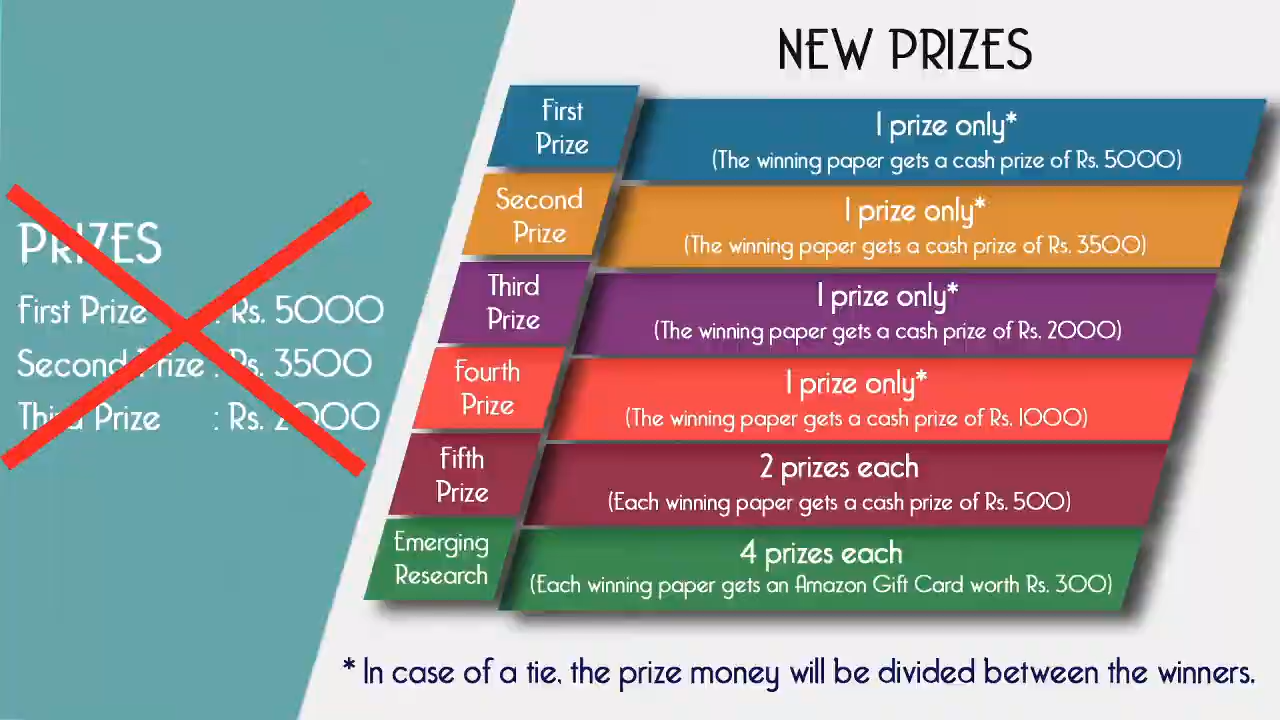 PRIZES
First Prize : Rs. 5000
Second Prize : Rs. 3500
Third Prize : Rs. 2000
NEW PRIZES
First
Prize
1 prize only*
(The winning paper gets a cash prize of Rs. 5000)
Second
Prize
1 prize only*
(The winning paper gets a cash prize of Rs. 3500)
Third
Prize
1 prize only*
(The winning paper gets a cash prize of Rs. 2000)
Fourth
Prize
1 prize only*
(The winning paper gets a cash prize of Rs. 1000)
Fifth
Prize
2 prizes each
(Each winning paper gets a cash prize of Rs. 500)
Emerging
Research
4 prizes each
(Each winning paper gets an Amazon Gift Card worth Rs. 300)
* In case of a tie, the prize money will be divided between the winners.